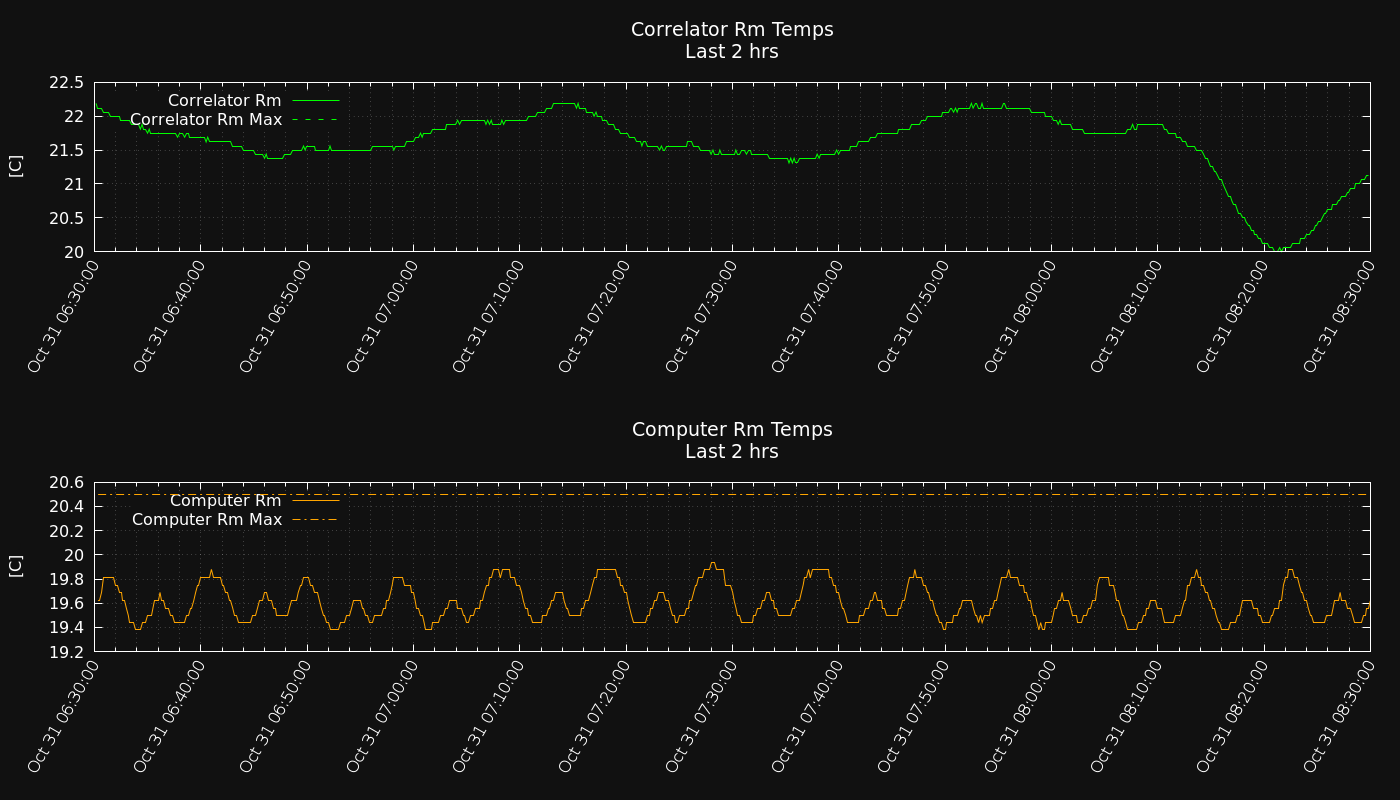 Correlator Rm Temps
Last 2 hrs
22.5
22
21.5
21
20.5
20
[C]
Correlator Rm
Correlator Rm Max
Oct 31 06:30:00
Oct 31 06:40:00
Oct 31 06:50:00
Oct 31 07:00:00
Oct 31 07:10:00
Oct 31 07:20:00
Oct 31 07:30:00
Oct 31 07:40:00
Oct 31 07:50:00
Oct 31 08:00:00
Oct 31 08:10:00
Oct 31 08:20:00
Oct 31 08:30:00
Computer Rm Temps
Last 2 hrs
20.6
20.4
20.2
20
19.8
19.6
19.4
19.2
[C]
Computer Rm
Computer Rm Max
Oct 31 06:30:00
Oct 31 06:40:00
Oct 31 06:50:00
Oct 31 07:00:00
Oct 31 07:10:00
Oct 31 07:20:00
Oct 31 07:30:00
Oct 31 07:40:00
Oct 31 07:50:00
Oct 31 08:00:00
Oct 31 08:10:00
Oct 31 08:20:00
Oct 31 08:30:00